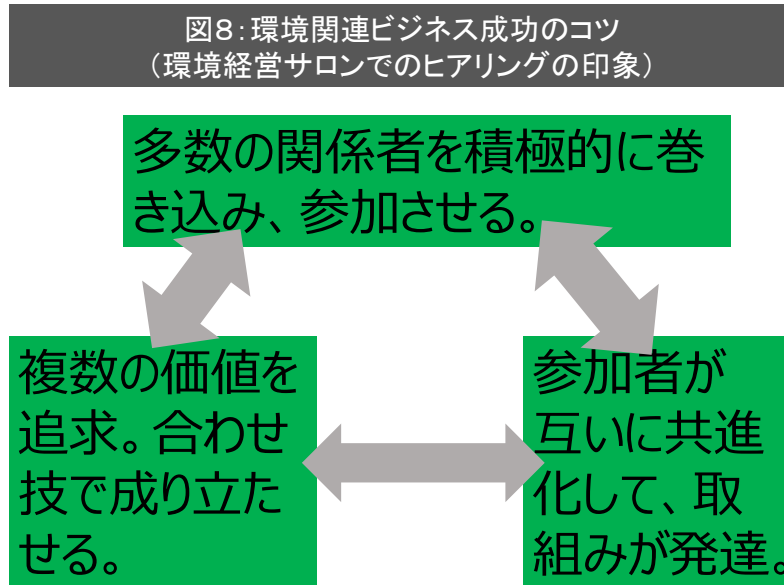 図8：環境関連ビジネス成功のコツ
（環境経営サロンでのヒアリングの印象）
多数の関係者を積極的に巻
き込み、参加させる。
複数の価値を
追求。合わせ
技で成り立た
せる。
参加者が
互いに共進
化して、取
組みが発達。